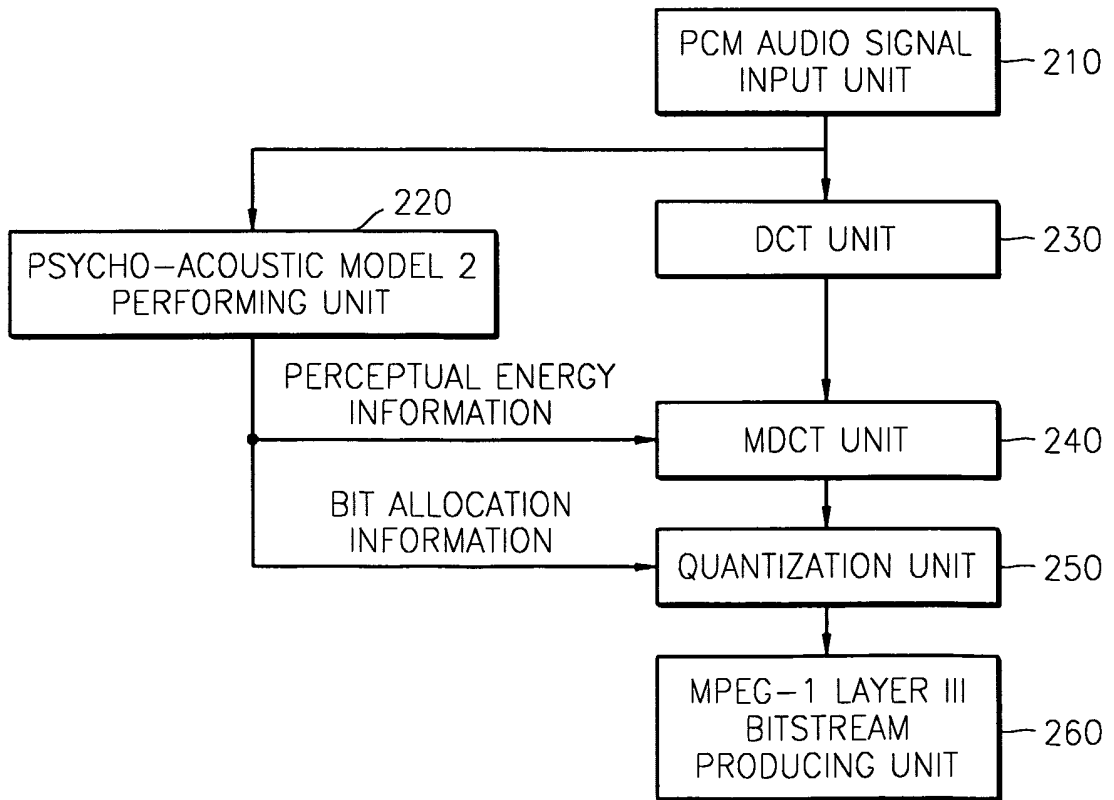 PCM AUDIO SIGNAL
INPUT UNIT
210
220
PSYCHO-ACOUSTIC MODEL 2
PERFORMING UNIT
DCT UNIT
230
PERCEPTUAL ENERGY
INFORMATION
MDCT UNIT
240
BIT ALLOCATION
INFORMATION
QUANTIZATION UNIT
250
MPEG-1 LAYER III
BITSTREAM
PRODUCING UNIT
260